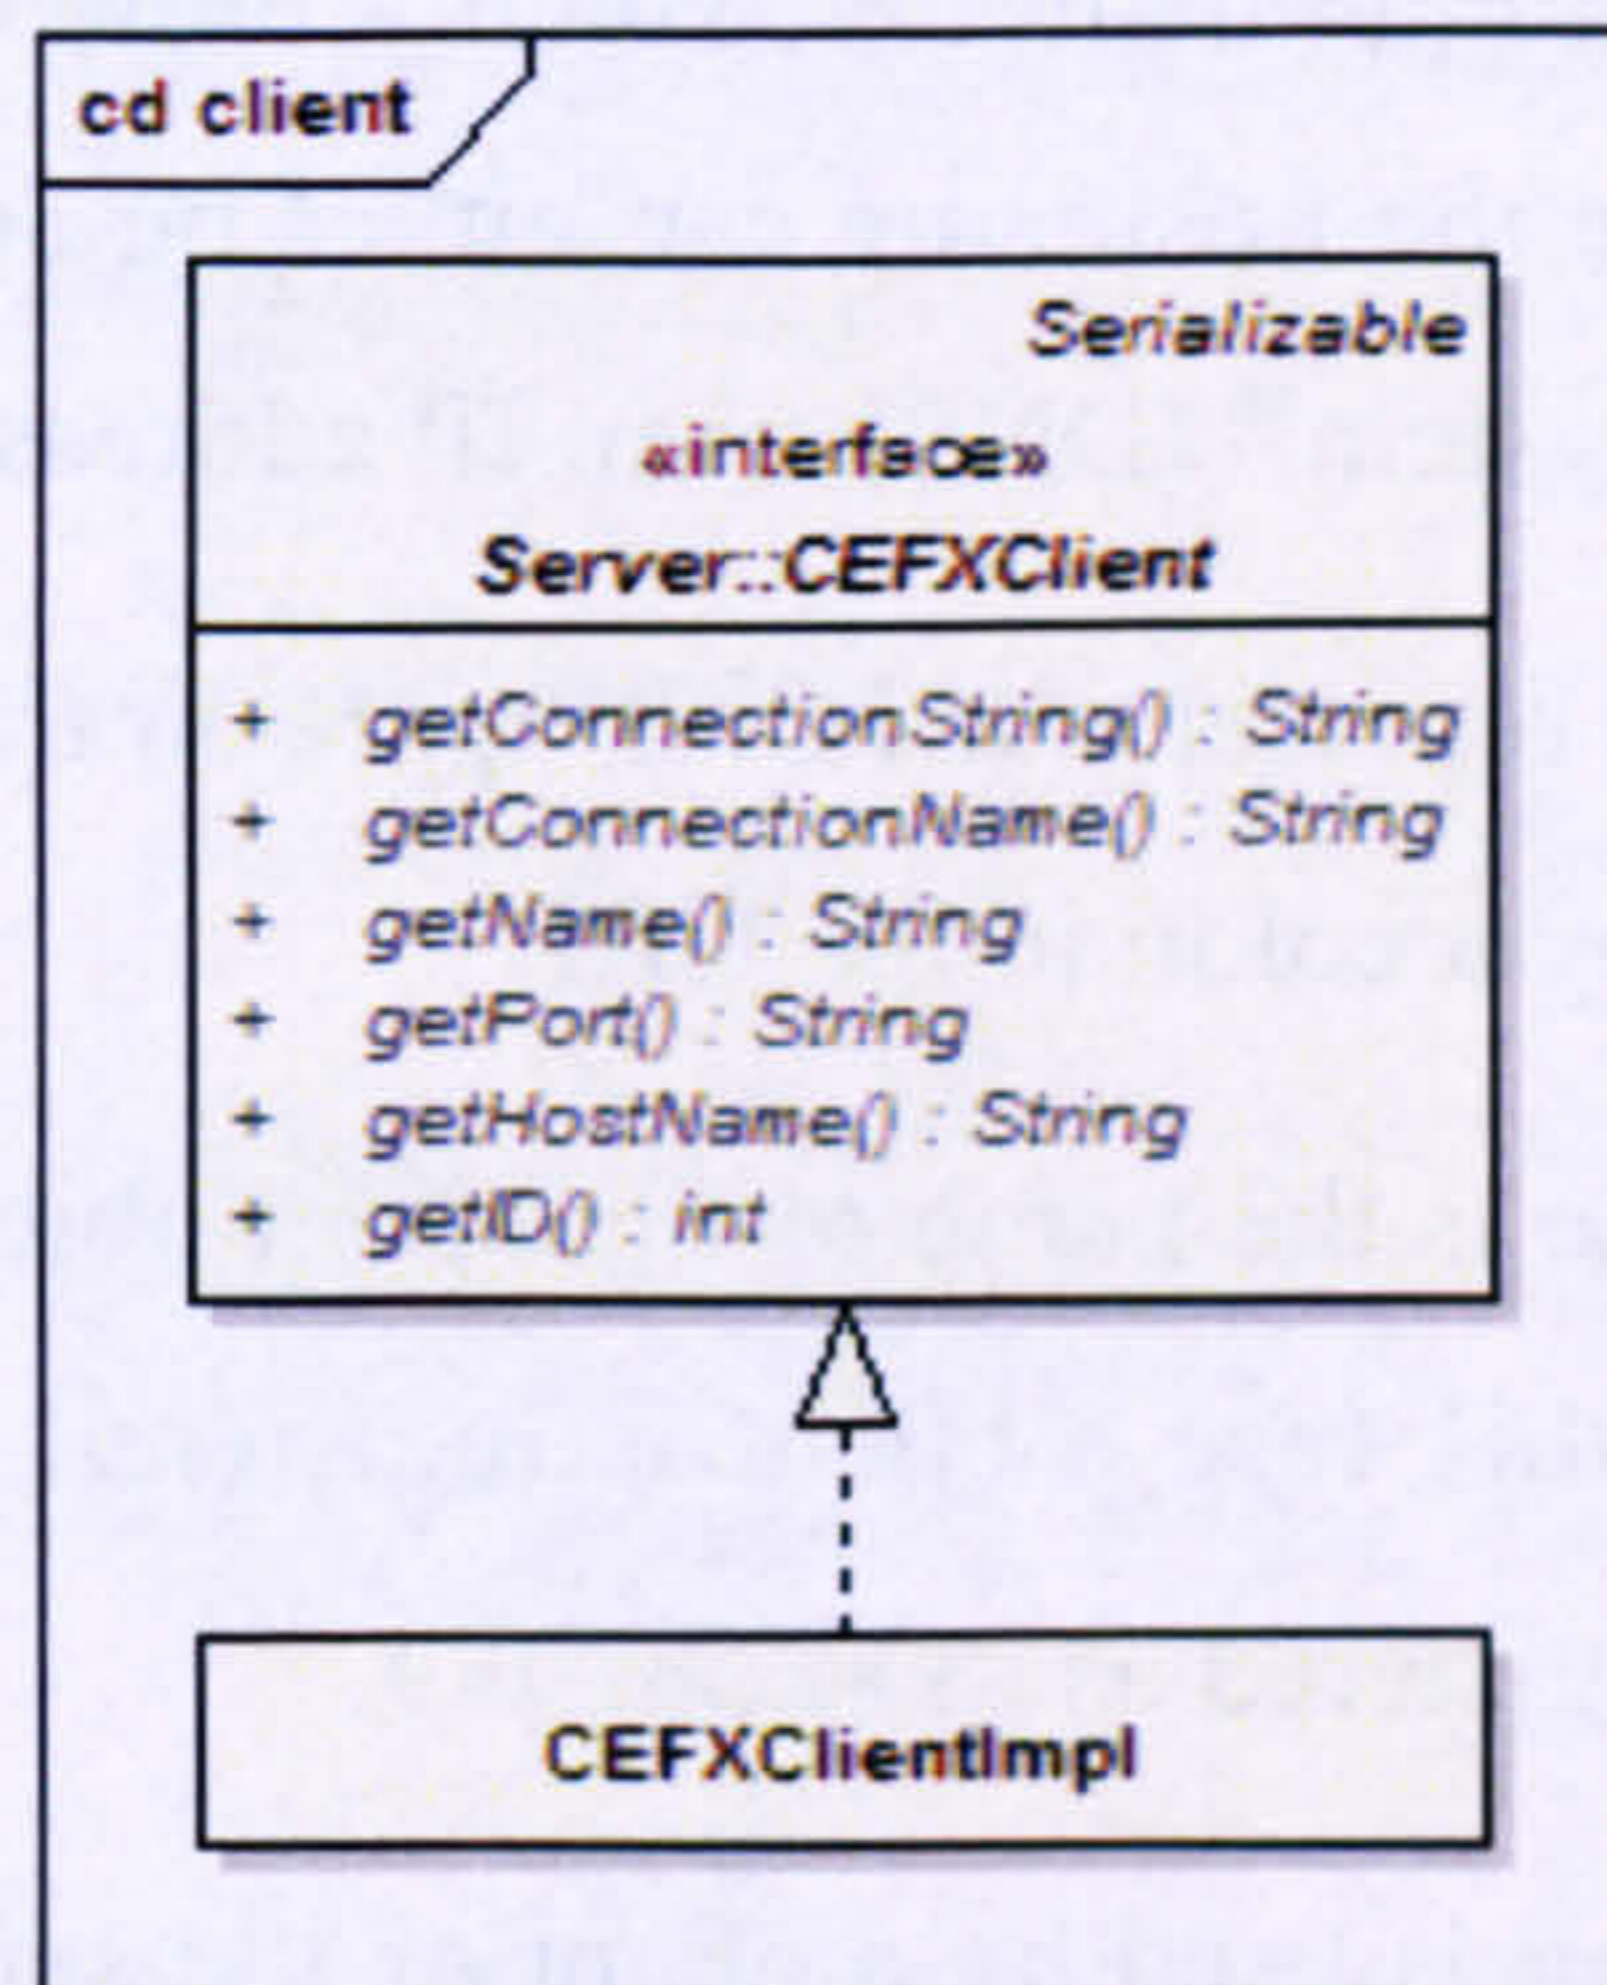 cd client
Serializable
«interface»
Server::CEFXClient
+ getConnectionString() : String
+ getConnectionName() : String
+ getName() : String
+ getPort() : String
+ getHostName() : String
+ getID() : int
CEFXClientImpl